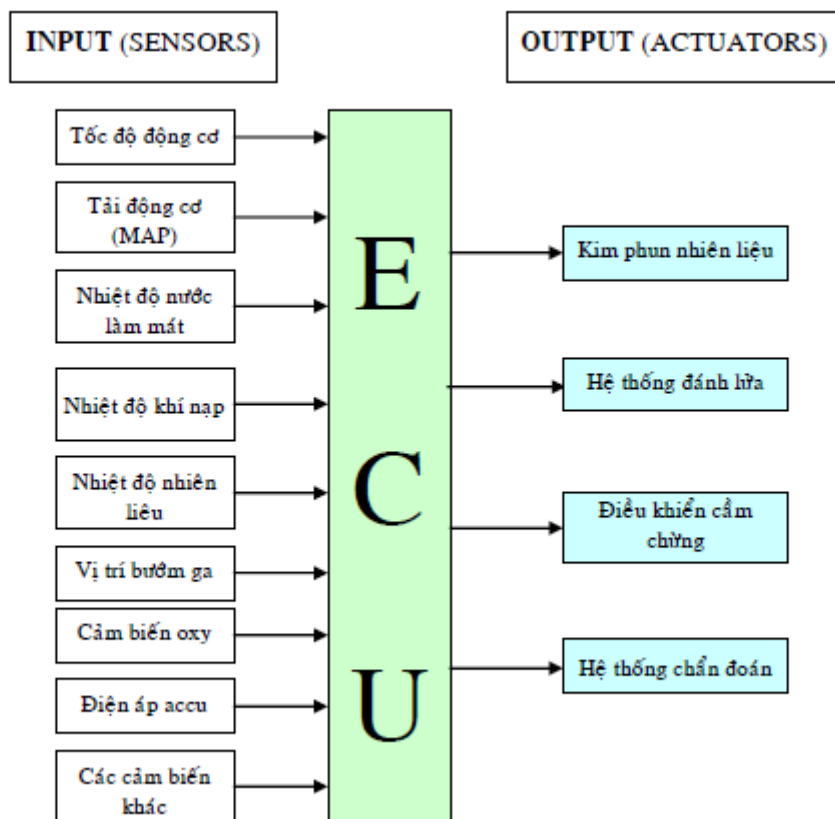 INPUT (SENSORS)
OUTPUT (ACTUATORS)
Tốc độ động cơ
Tải động cơ
(MAP)
Nhiệt độ nước
làm mát
Nhiệt độ khí nạp
Nhiệt độ nhiên
liêu
Vị trí bướm ga
Cảm biến oxy
Điện áp accu
Các cảm biến
khác
E
C
U
Kim phun nhiên liệu
Hệ thống đánh lửa
Điều khiển cầm
chừng
Hệ thống chẩn đoán